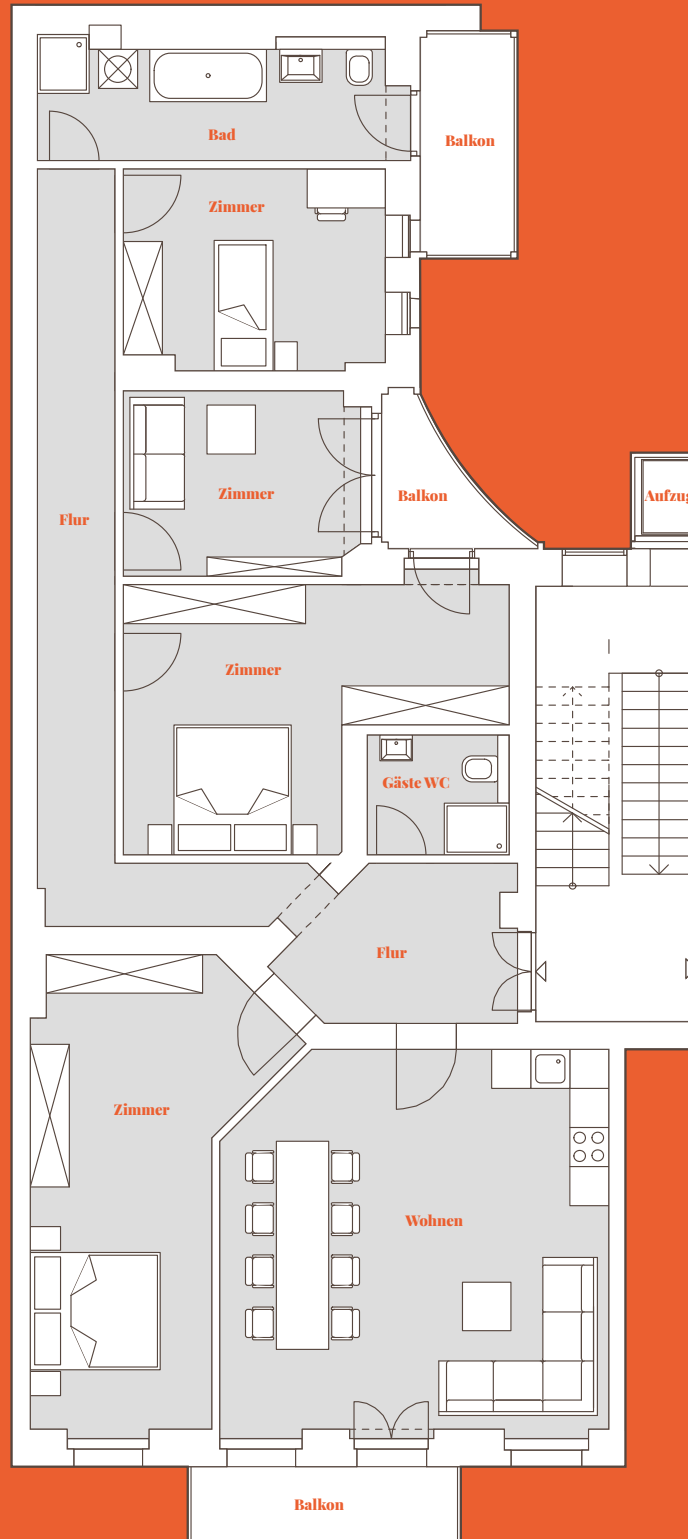 Bad
Balkon
Zimmer
Zimmer
Balkon
Aufzug
Flur
Zimmer
Gäste WC
Flur
Zimmer
Wohnen
Balkon